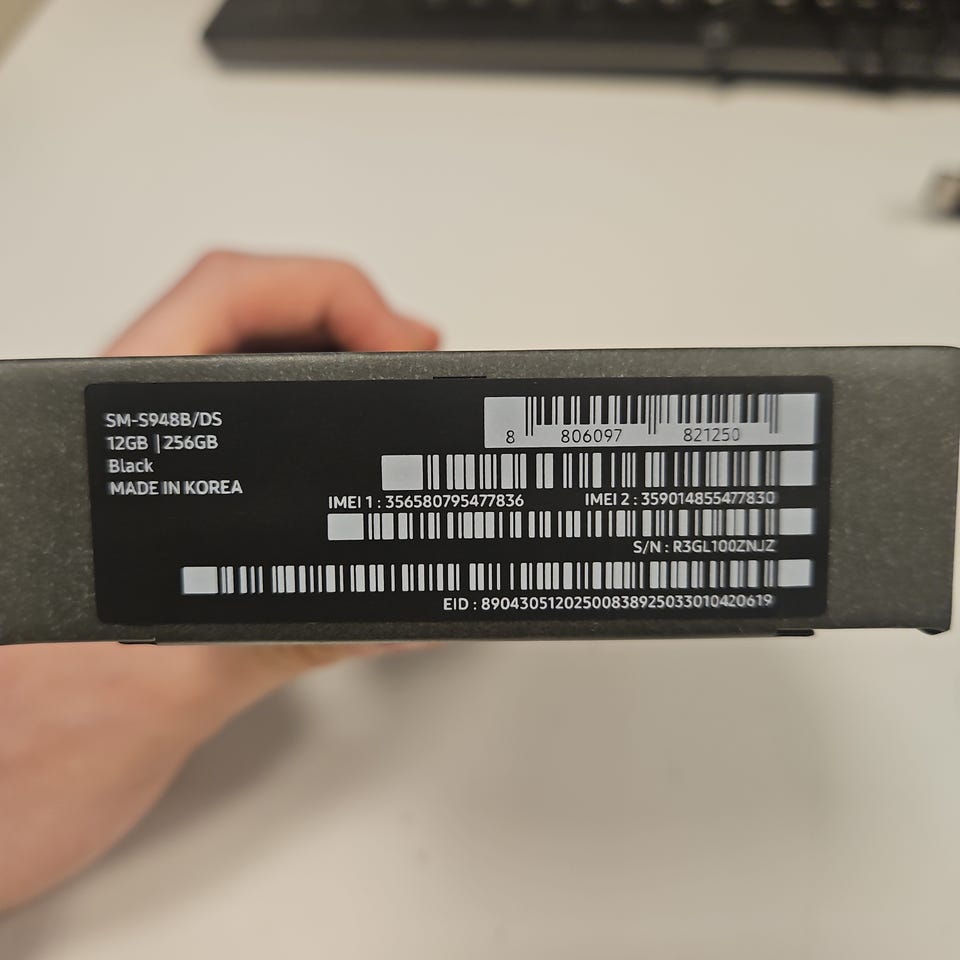 SM-S948B/DS
12GB | 256GB
Black
MADE IN KOREA
8 806097 821250
IMEI 1 : 356580795477836 IMEI 2 : 359014855477830
S/N : R3GL100ZNJZ
EID : 89043051202500838925033010420619